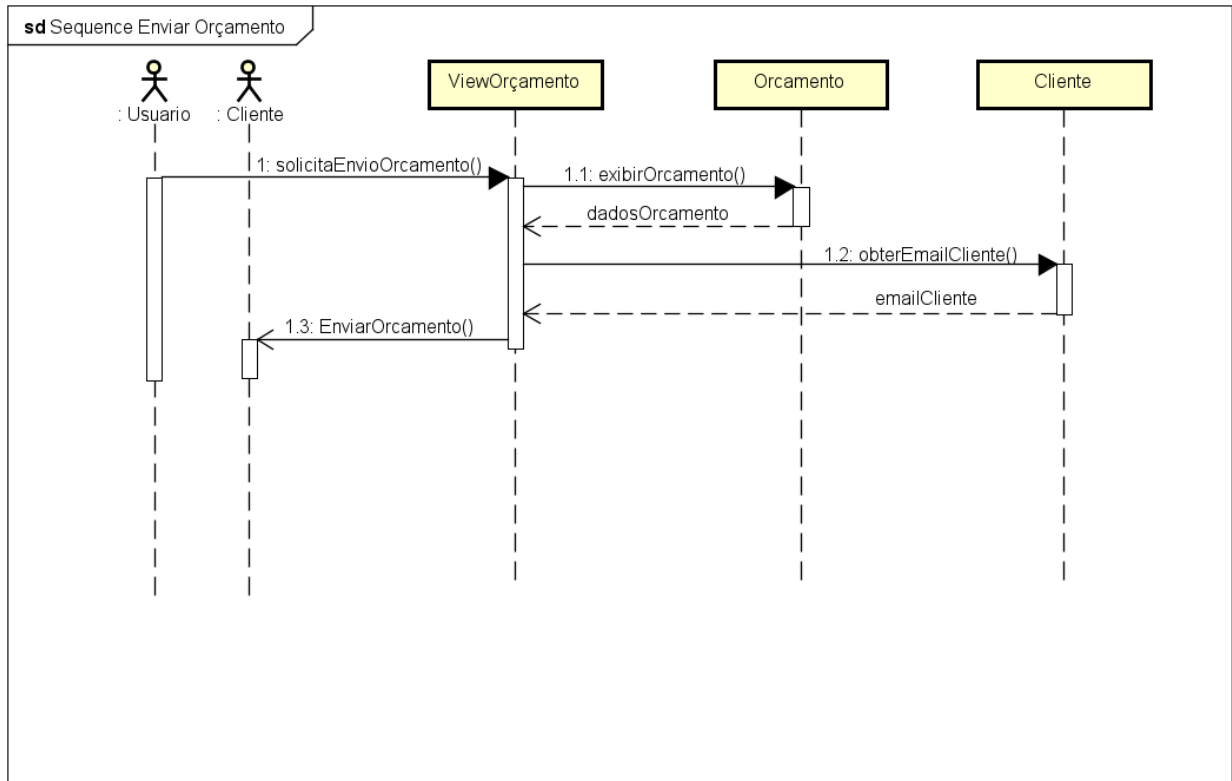 sd Sequence Enviar Orçamento
: Usuario
: Cliente
ViewOrçamento
Orcamento
Cliente
1: solicitaEnvioOrcamento()
1.1: exibirOrcamento()
dadosOrcamento
1.2: obterEmailCliente()
emailCliente
1.3: EnviarOrcamento()